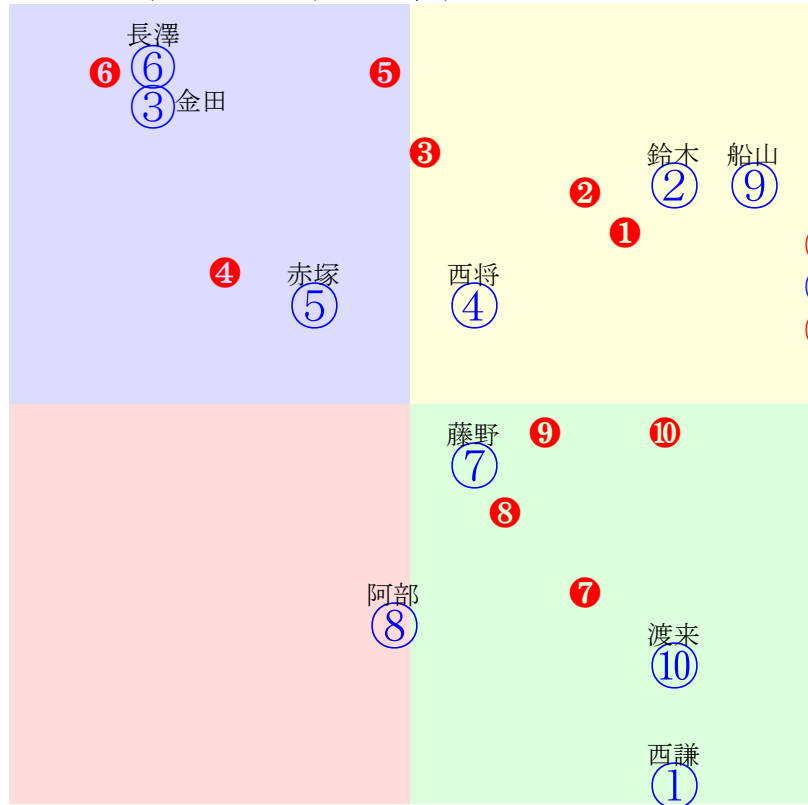 長澤
❻ ⑥ ❺
③ 金田
❸ 鈴木 船山
❷ ② ⑨
❶
❹ 赤塚 西将
⑤ ④
藤野 ❾ ❿
⑦
❽
阿部 ❼
⑧ 渡来
⑩
西謙
①